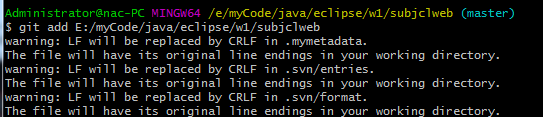 Administrator@nac-PC MINGW64 /e/myCode/java/eclipse/w1/subjclweb (master)
$ git add E:/myCode/java/eclipse/w1/subjclweb
warning: LF will be replaced by CRLF in .mymetadata.
The file will have its original line endings in your working directory.
warning: LF will be replaced by CRLF in .svn/entries.
The file will have its original line endings in your working directory.
warning: LF will be replaced by CRLF in .svn/format.
The file will have its original line endings in your working directory.